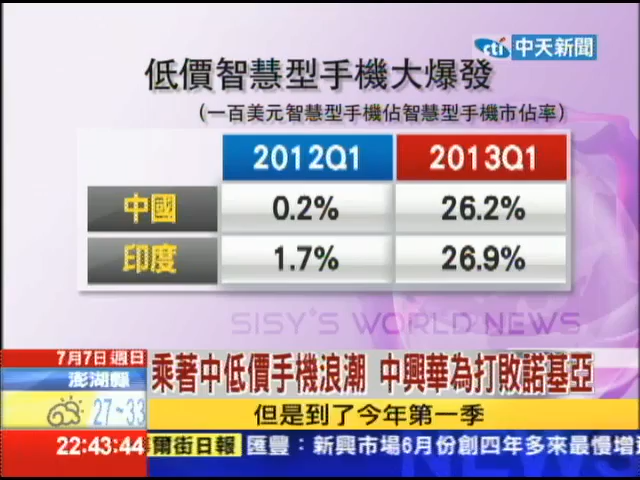 cti 中天新聞
低價智慧型手機大爆發
(一百美元智慧型手機佔智慧型手機市佔率)
2012Q1 2013Q1
中國 0.2% 26.2%
印度 1.7% 26.9%
SISY'S WORLD NEWS
7月7日 週日
澎湖縣
27~33
乘著中低價手機浪潮 中興華為打敗諾基亞
但是到了今年第一季
22:43:44
爾街日報 匯豐:新興市場6月份創四年多來最慢增
NEWS